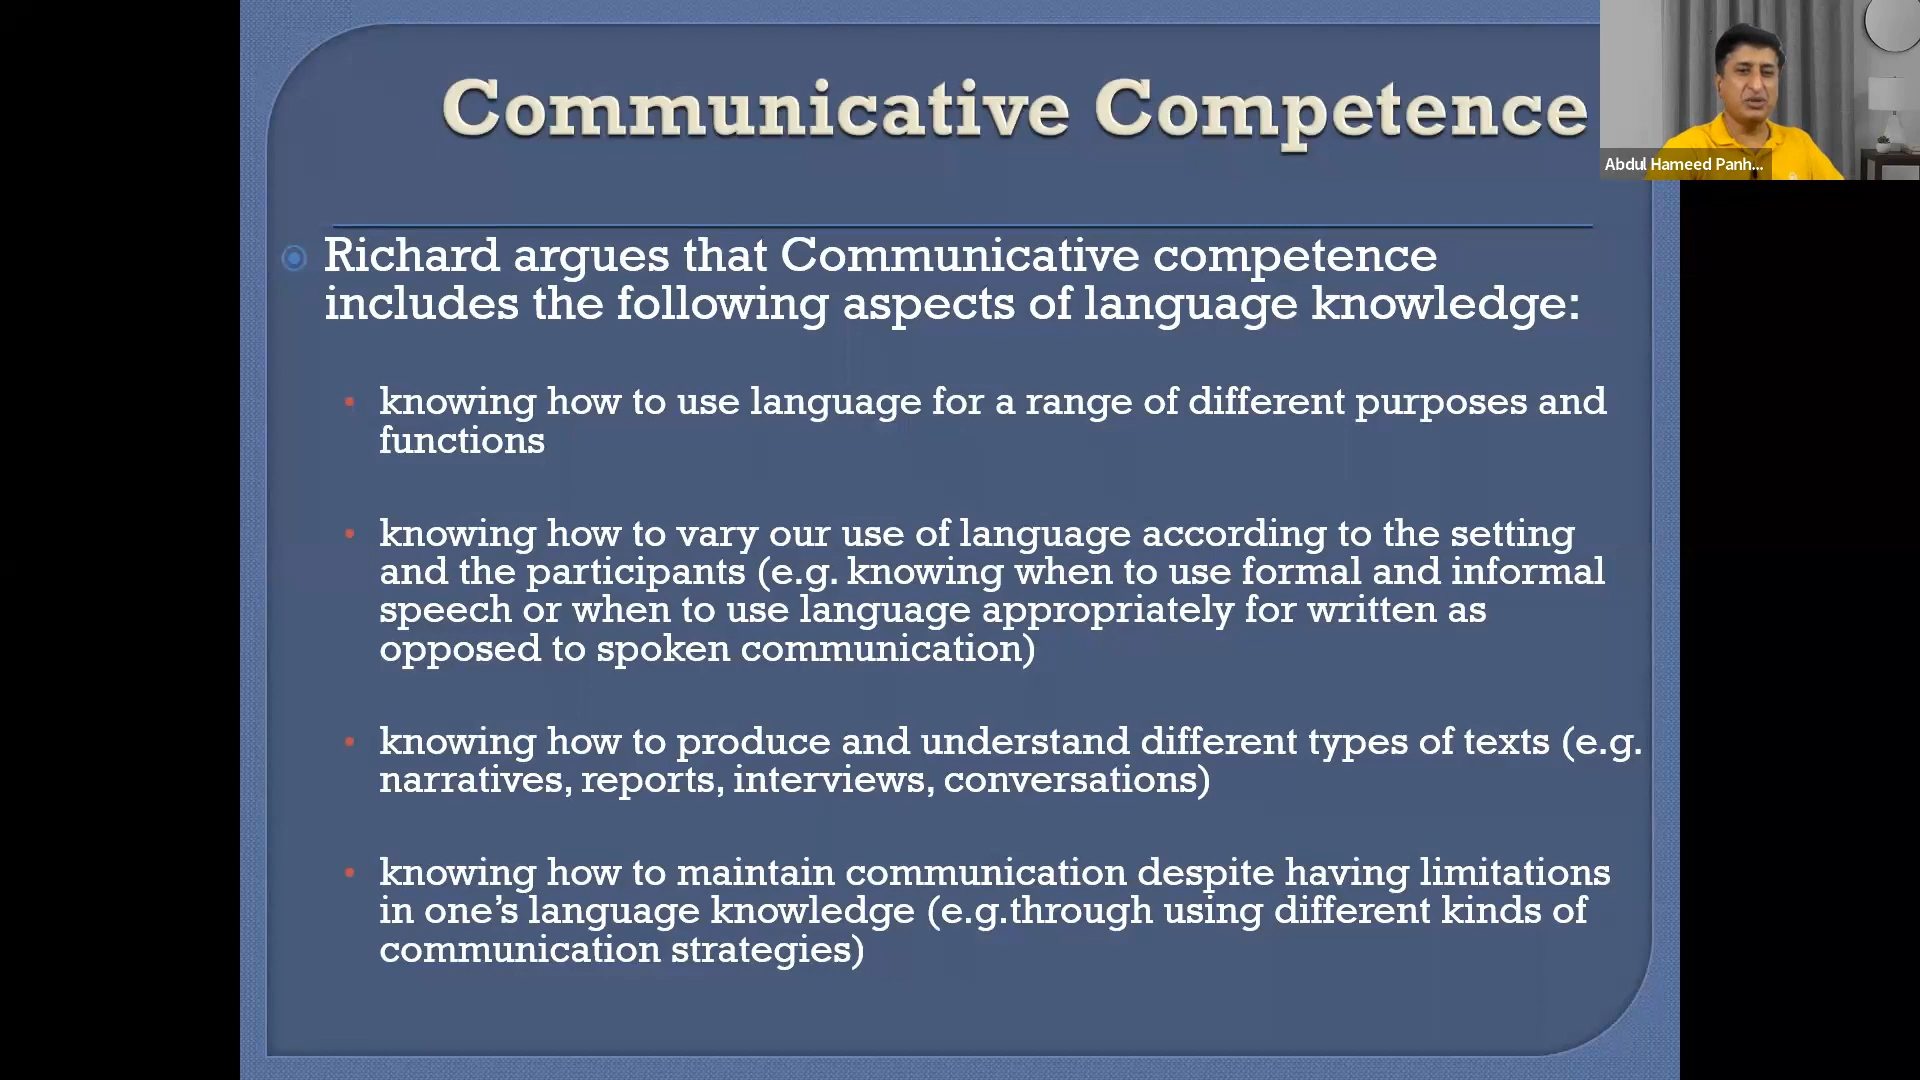 Communicative Competence
Abdul Hameed Panh...
Richard argues that Communicative competence
includes the following aspects of language knowledge:
knowing how to use language for a range of different purposes and
functions
knowing how to vary our use of language according to the setting
and the participants (e.g. knowing when to use formal and informal
speech or when to use language appropriately for written as
opposed to spoken communication)
knowing how to produce and understand different types of texts (e.g.
narratives, reports, interviews, conversations)
knowing how to maintain communication despite having limitations
in one’s language knowledge (e.g.through using different kinds of
communication strategies)